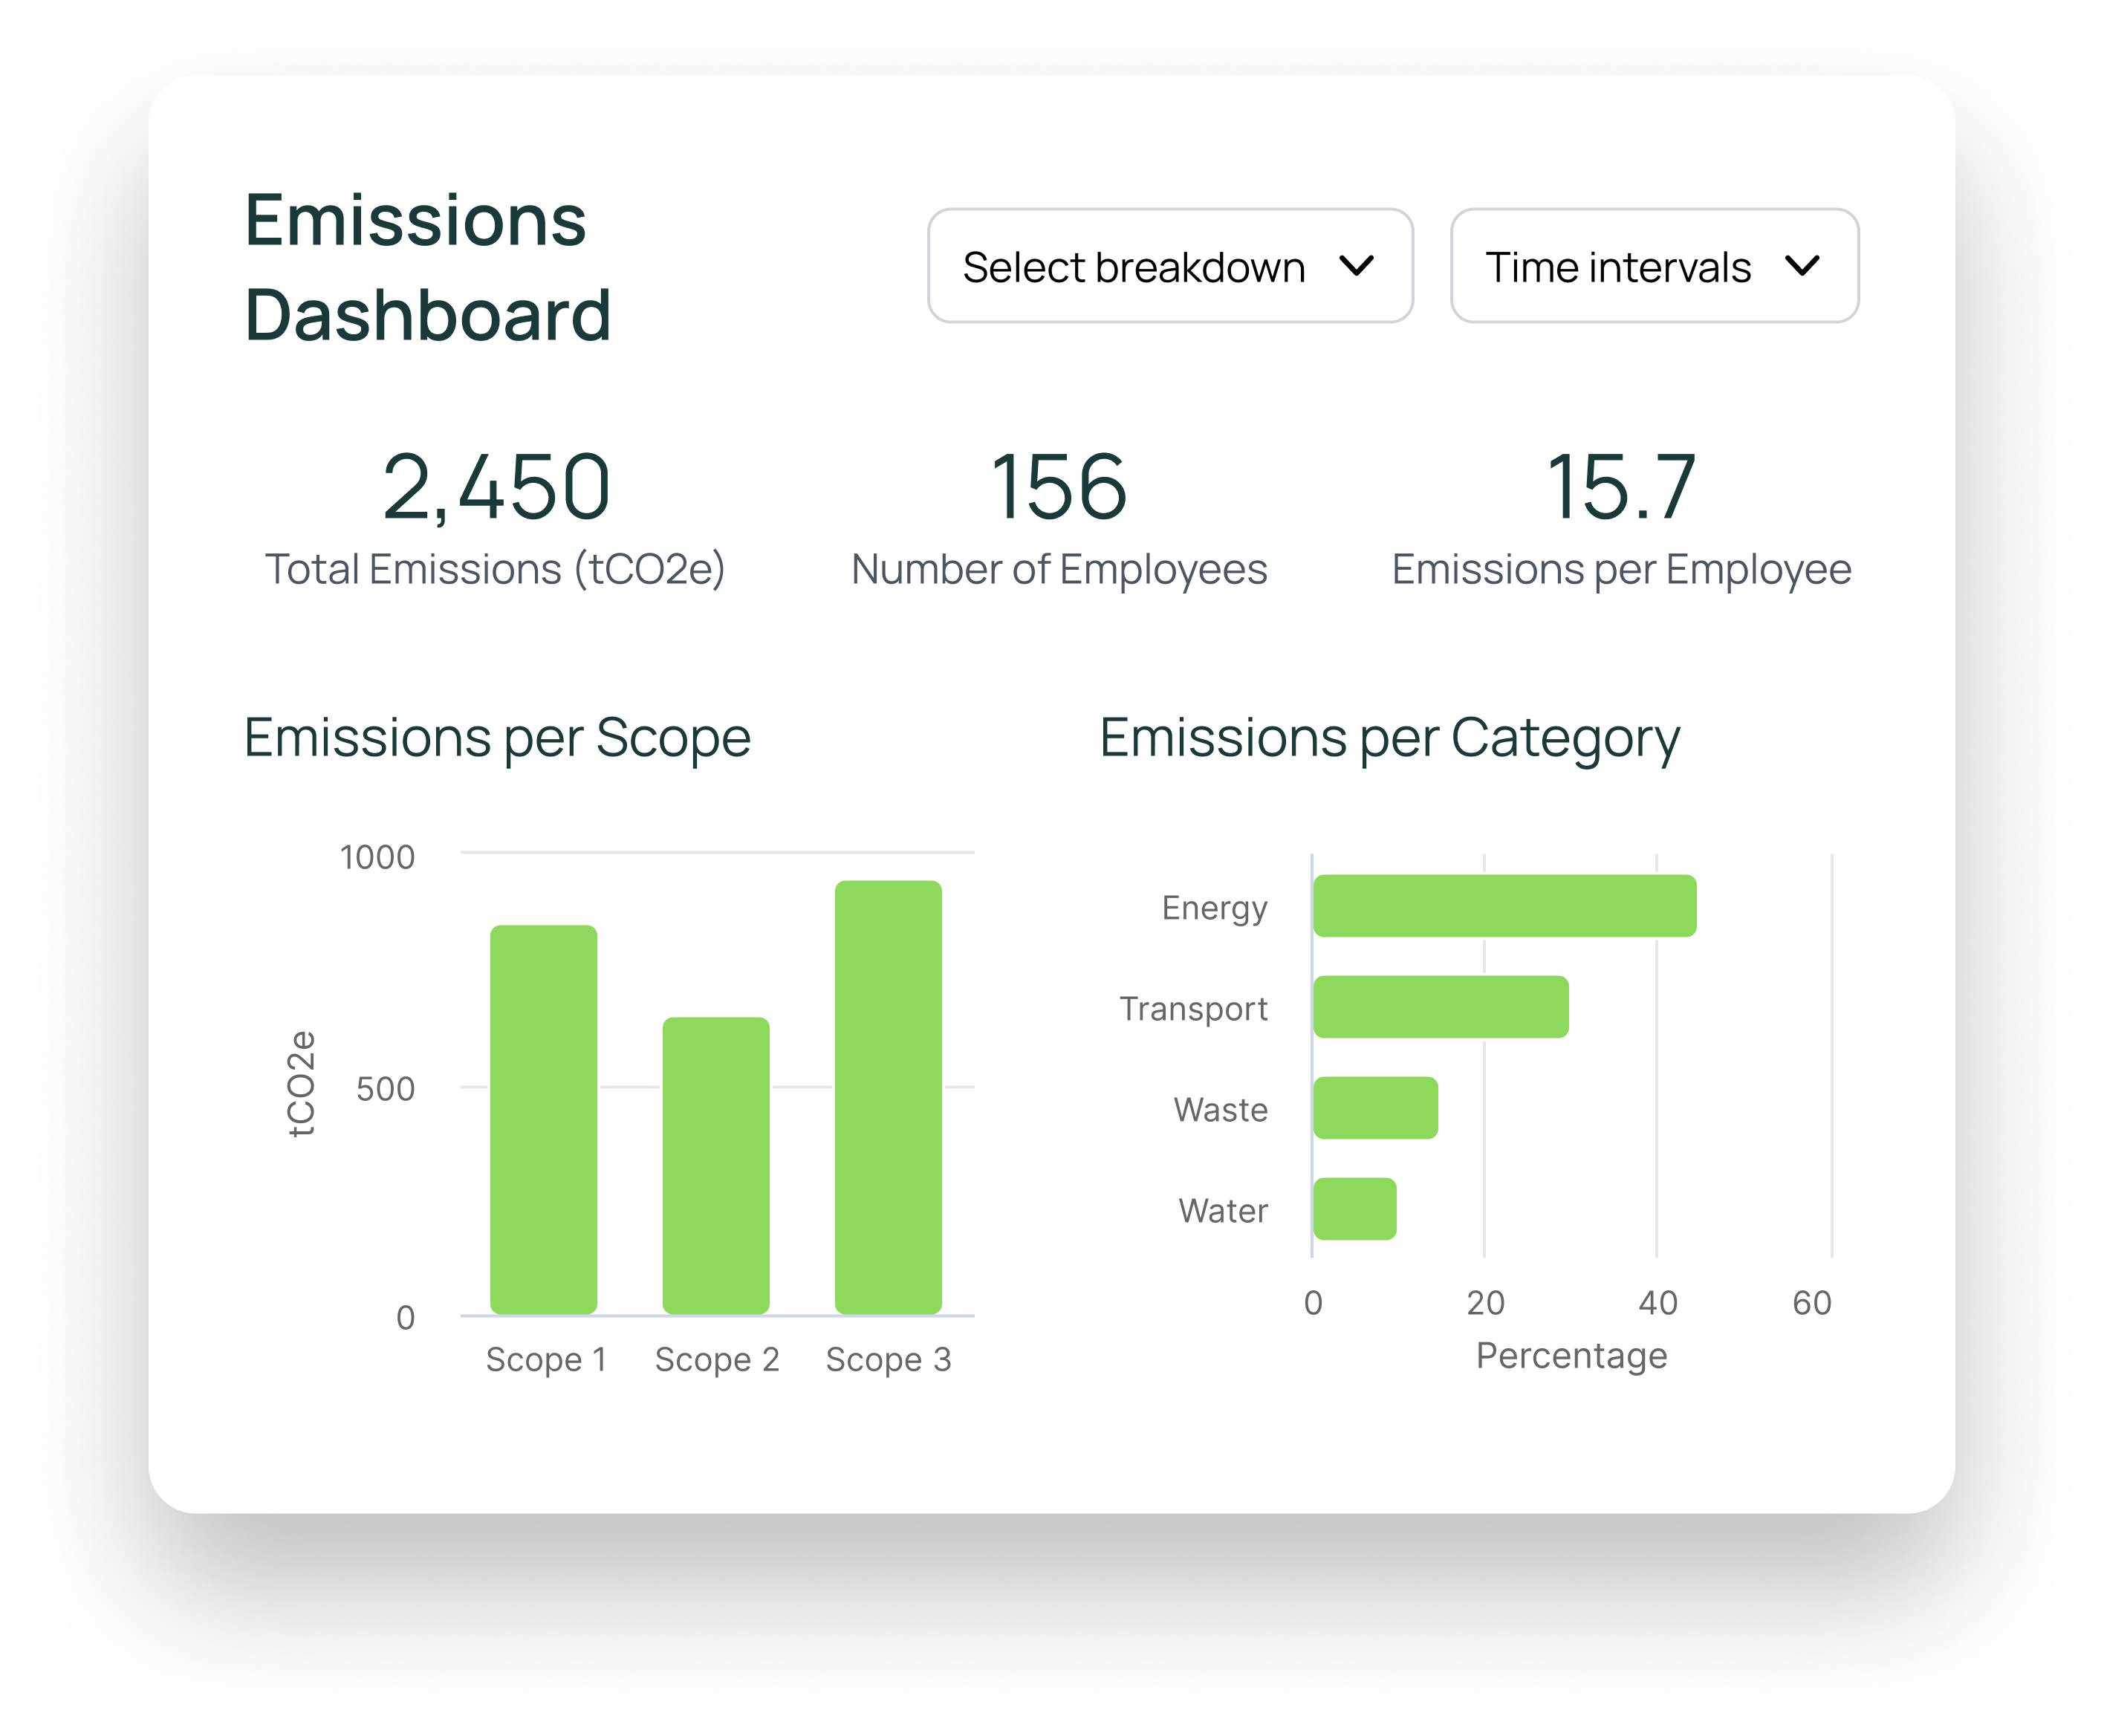 Emissions
Dashboard
Select breakdown
Time intervals
2,450
Total Emissions (tCO2e)
156
Number of Employees
15.7
Emissions per Employee
Emissions per Scope
1000
500
0
tCO2e
Scope 1
Scope 2
Scope 3
Emissions per Category
Energy
Transport
Waste
Water
0
20
40
60
Percentage